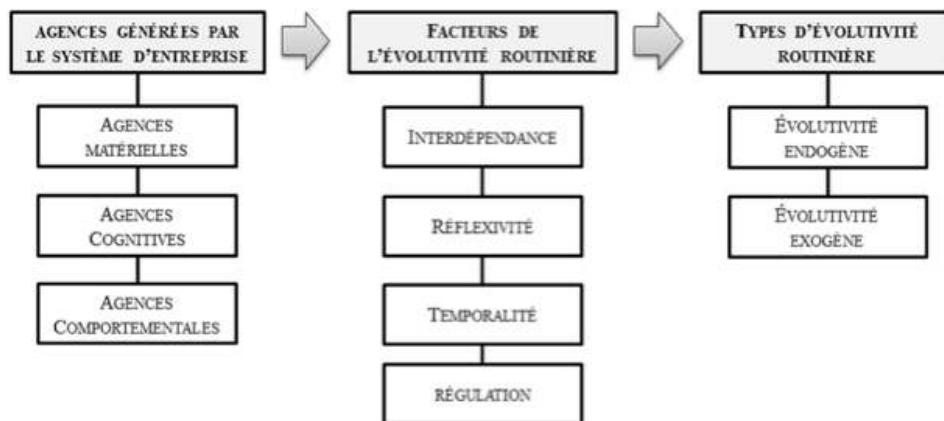 AGENCES GÉNÉRÉES PAR
LE SYSTÈME D'ENTREPRISE
AGENCES
MATÉRIELLES
AGENCES
COGNITIVES
AGENCES
COMPORTEMENTALES
FACTEURS DE
L'ÉVOLUTIVITÉ ROUTINIÈRE
INTERDÉPENDANCE
RÉFLEXIVITÉ
TEMPORALITÉ
RÉGULATION
TYPES D'ÉVOLUTIVITÉ
ROUTINIÈRE
ÉVOLUTIVITÉ
ENDOGÈNE
ÉVOLUTIVITÉ
EXOGÈNE